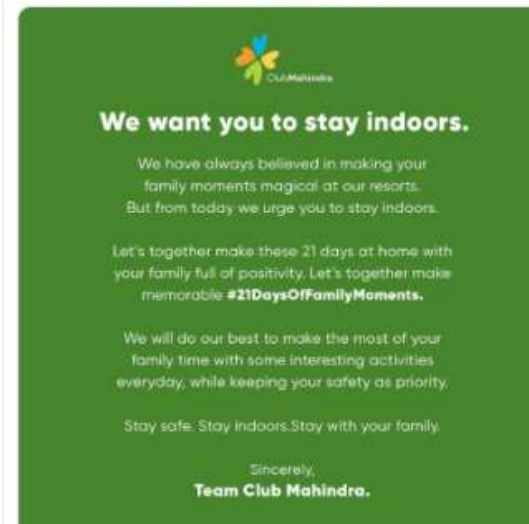 ClubMahindra
We want you to stay indoors.
We have always believed in making your
family moments magical at our resorts.
But from today we urge you to stay indoors.
Let's together make these 21 days at home with
your family full of positivity. Let's together make
memorable #21DaysOfFamilyMoments.
We will do our best to make the most of your
family time with some interesting activities
everyday, while keeping your safety as priority.
Stay safe. Stay indoors.Stay with your family.
Sincerely,
Team Club Mahindra.